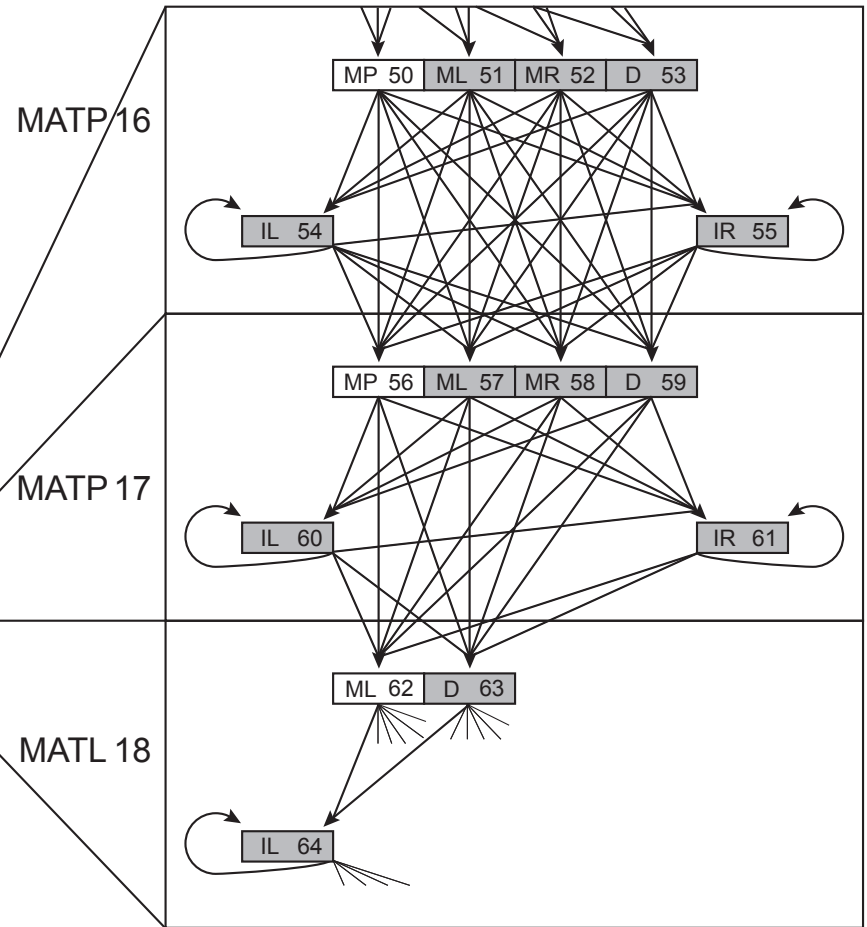 MP 50 ML 51 MR 52 D 53
MATP 16
IL 54 IR 55
MP 56 ML 57 MR 58 D 59
MATP 17
IL 60 IR 61
ML 62 D 63
MATL 18
IL 64